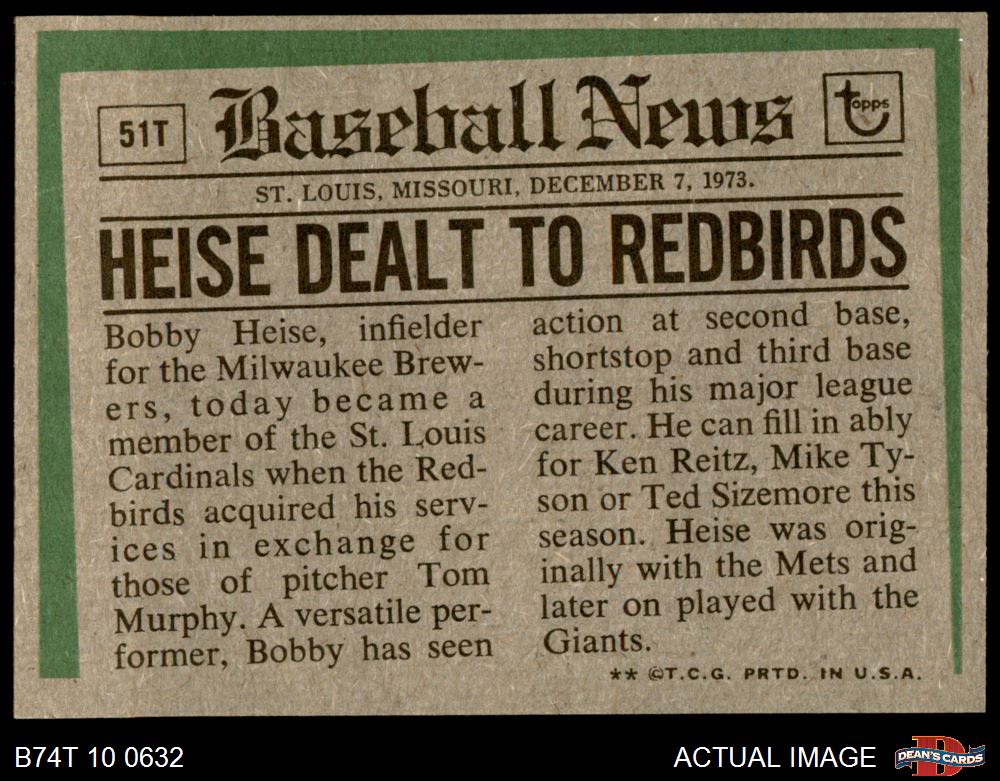 51T
Baseball News
topps
ST. LOUIS, MISSOURI, DECEMBER 7, 1973.
HEISE DEALT TO REDBIRDS
Bobby Heise, infielder
for the Milwaukee Brew-
ers, today became a
member of the St. Louis
Cardinals when the Red-
birds acquired his serv-
ices in exchange for
those of pitcher Tom
Murphy. A versatile per-
former, Bobby has seen
action at second base,
shortstop and third base
during his major league
career. He can fill in ably
for Ken Reitz, Mike Ty-
son or Ted Sizemore this
season. Heise was orig-
inally with the Mets and
later on played with the
Giants.
** ©T.C.G. PRTD. IN U.S.A.
B74T 10 0632
ACTUAL IMAGE
D
DEAN'S CARDS